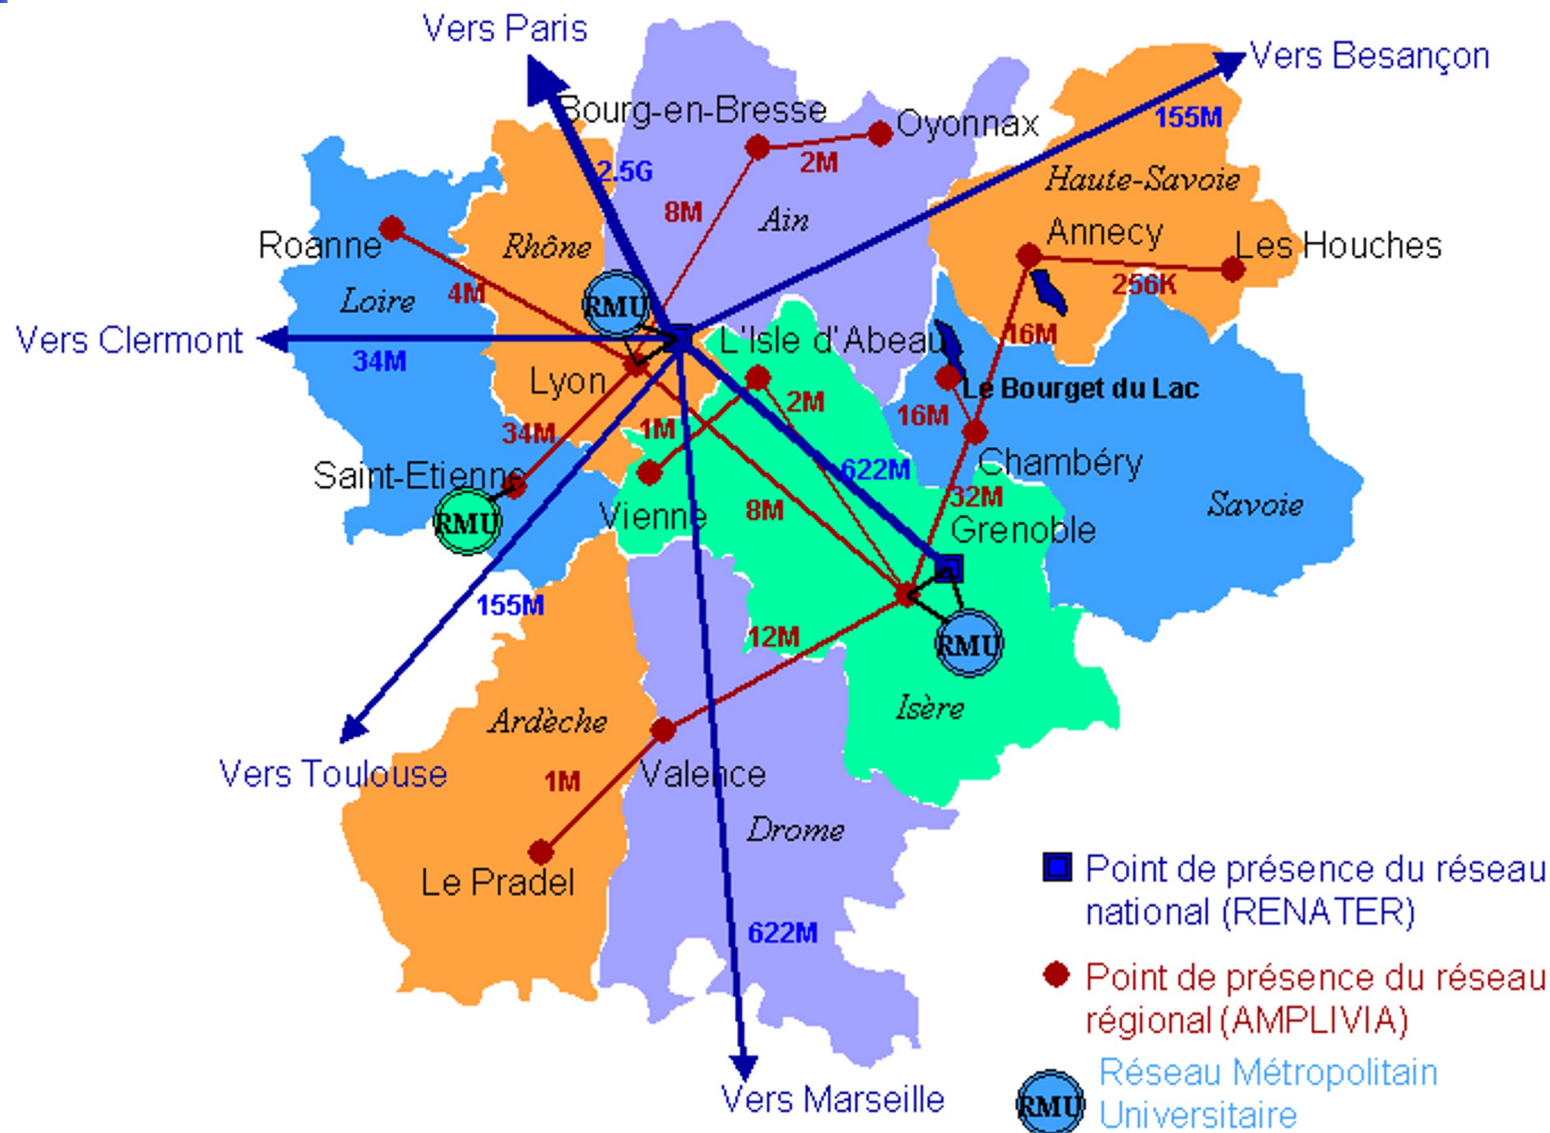 Vers Paris
Vers Besançon
155M
Bourg-en-Bresse
Oyonnax
2M
2.5G
Haute-Savoie
8M
Ain
Annecy
Les Houches
Roanne
Rhône
256K
4M
Loire
RMU
16M
Vers Clermont
34M
L'Isle d'Abeau
Lyon
Le Bourget du Lac
2M
16M
34M
1M
Chambéry
622M
Saint-Etienne
32M
Savoie
RMU
Vienne
8M
Grenoble
155M
12M
RMU
Isère
Ardèche
Vers Toulouse
1M
Valence
Drome
Le Pradel
622M
Vers Marseille
Point de présence du réseau
national (RENATER)
Point de présence du réseau
régional (AMPLIVIA)
RMU
Réseau Métropolitain
Universitaire